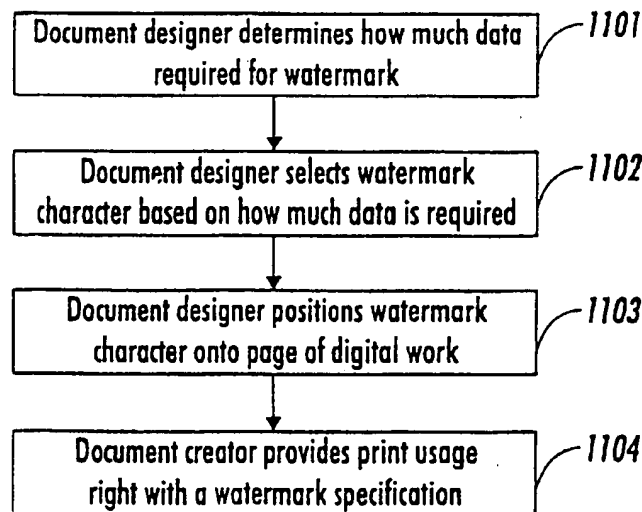 Document designer determines how much data
required for watermark
1101
Document designer selects watermark
character based on how much data is required
1102
Document designer positions watermark
character onto page of digital work
1103
Document creator provides print usage
right with a watermark specification
1104